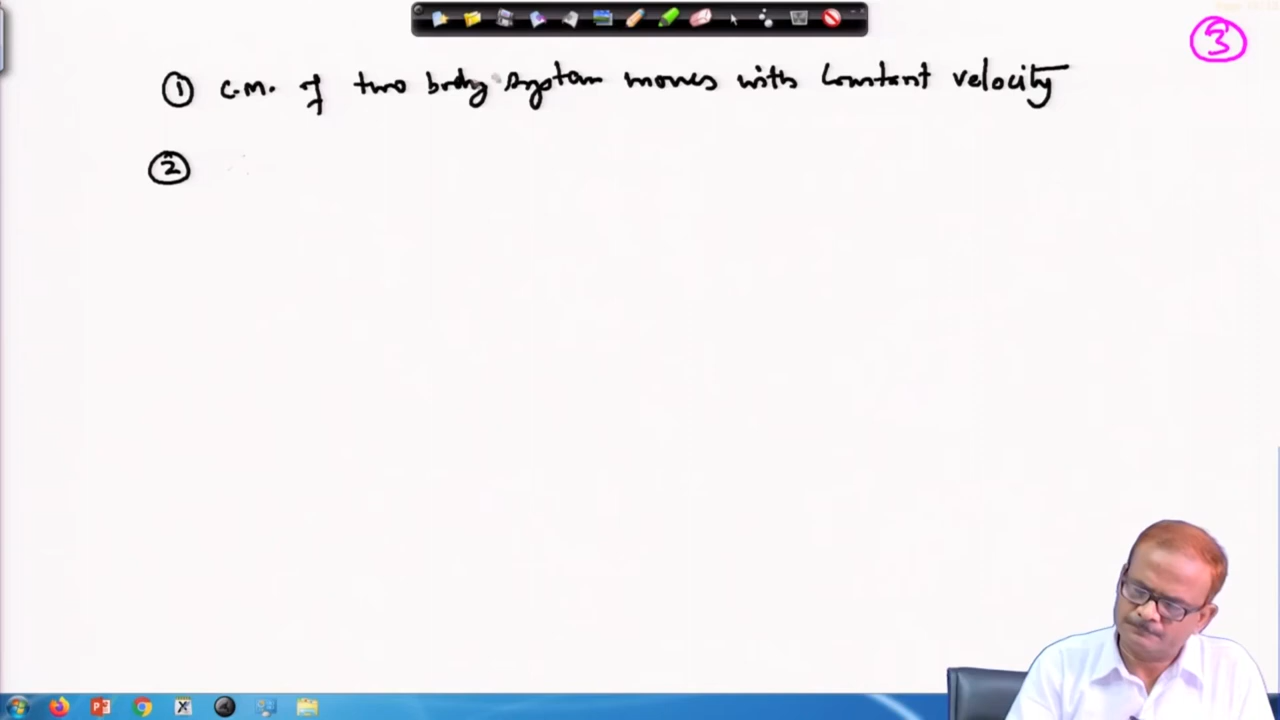 ③
① C.M. of two body system moves with constant velocity
②